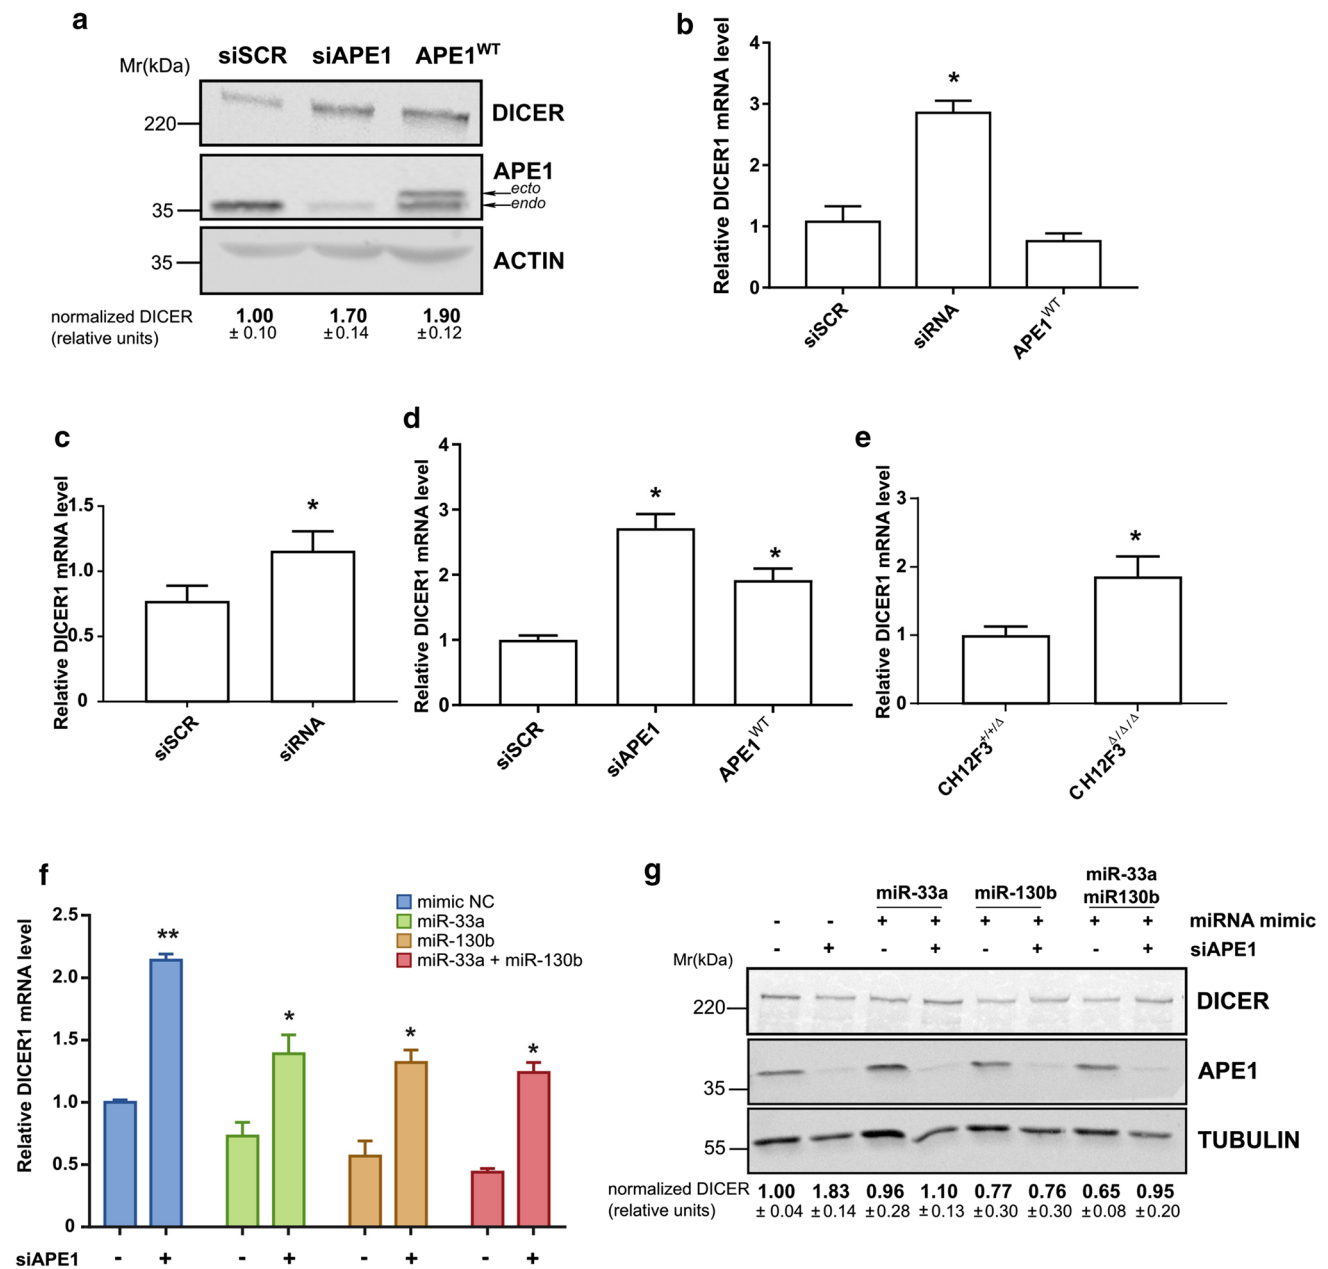 a
siSCR siAPE1 APE1WT
Mr(kDa)
DICER
220
APE1
ecto
endo
35
ACTIN
35
normalized DICER 1.00 1.70 1.90
(relative units) ± 0.10 ±0.14 ±0.12
b
Relative DICER1 mRNA level
4
3
2
1
0
*
siSCR siRNA APE1WT
c
Relative DICER1 mRNA level
1.5
1.0
0.5
0
*
siSCR siRNA
d
Relative DICER1 mRNA level
4
3
2
1
0
* *
siSCR siAPE1 APE1WT
e
Relative DICER1 mRNA level
3
2
1
0
*
CH12F3+/+/Δ CH12F3Δ/Δ/Δ
f
Relative DICER1 mRNA level
2.5
2.0
1.5
1.0
0.5
0
mimic NC
miR-33a
miR-130b
miR-33a + miR-130b
** * * *
siAPE1 - + - + - + - +
g
miR-33a miR-130b miR-33a
miR130b
- - + + + + + + miRNA mimic
- + - + - + - + siAPE1
Mr(kDa)
220 DICER
APE1
35
TUBULIN
55
normalized DICER 1.00 1.83 0.96 1.10 0.77 0.76 0.65 0.95
(relative units) ± 0.04 ± 0.14 ±0.28 ± 0.13 ± 0.30 ± 0.30 ± 0.08 ± 0.20